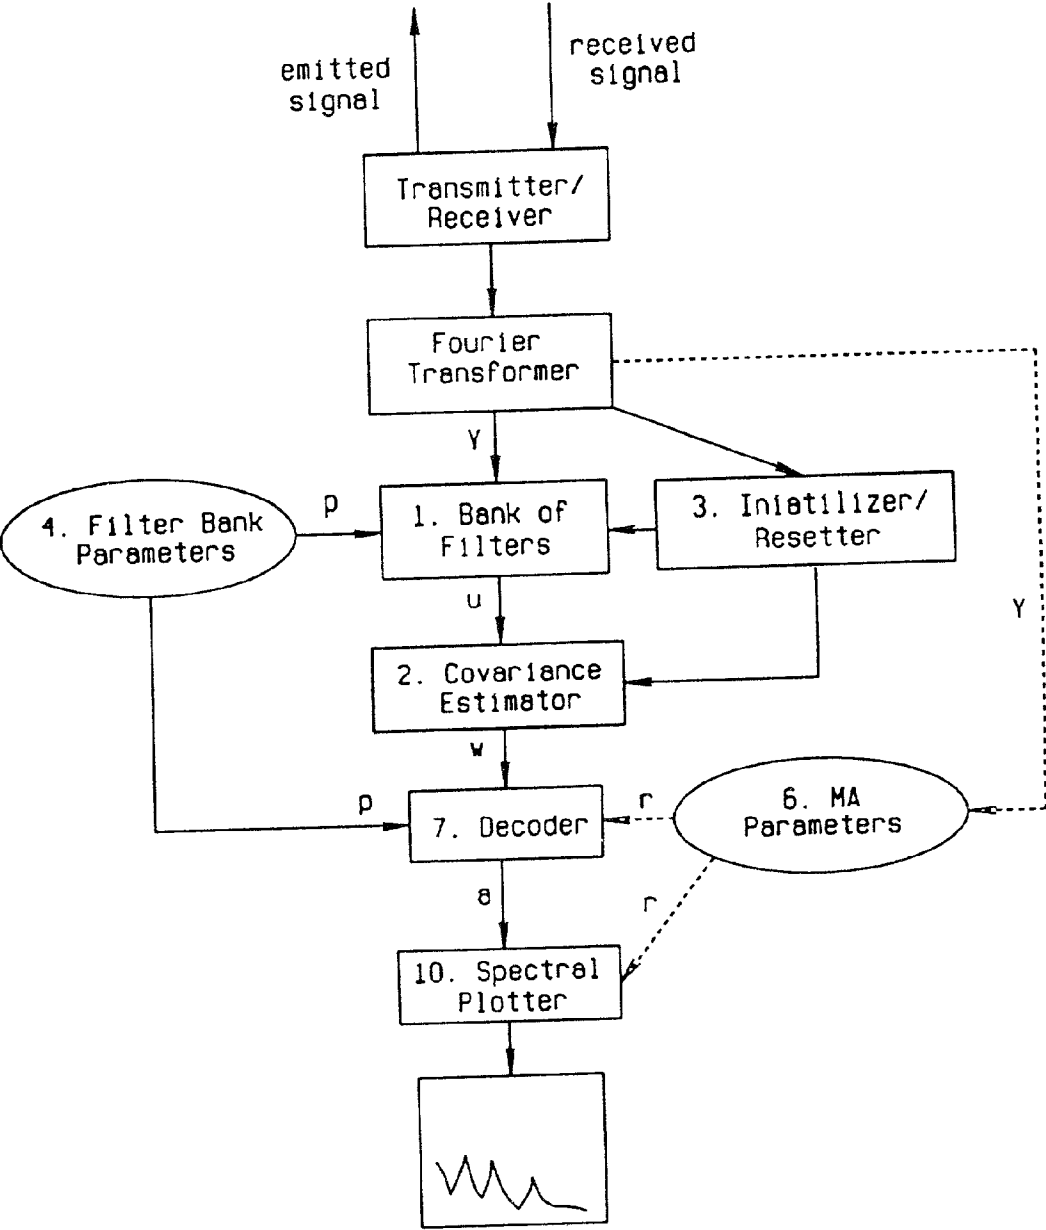 received
signal
emitted
signal
Transmitter/
Receiver
Fourier
Transformer
Y
4. Filter Bank
Parameters
p
1. Bank of
Filters
3. Iniatilizer/
Resetter
u
Y
2. Covariance
Estimator
w
p
7. Decoder
r
6. MA
Parameters
a
r
10. Spectral
Plotter